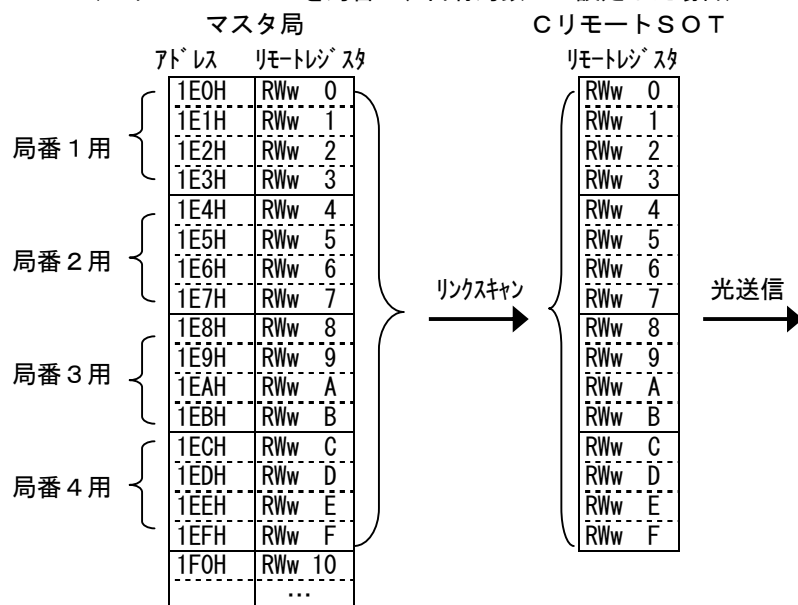 マスタ局 CリモートSOT
ｱﾄﾞﾚｽ ﾘﾓｰﾄﾚｼﾞｽﾀ ﾘﾓｰﾄﾚｼﾞｽﾀ
1E0H RWw 0 RWw 0
1E1H RWw 1 RWw 1
局番1用
1E2H RWw 2 RWw 2
1E3H RWw 3 RWw 3
1E4H RWw 4 RWw 4
1E5H RWw 5 RWw 5
局番2用
1E6H RWw 6 RWw 6
1E7H RWw 7 RWw 7
ﾘﾝｸｽｷｬﾝ 光送信
1E8H RWw 8 RWw 8
1E9H RWw 9 RWw 9
局番3用
1EAH RWw A RWw A
1EBH RWw B RWw B
1ECH RWw C RWw C
1EDH RWw D RWw D
局番4用
1EEH RWw E RWw E
1EFH RWw F RWw F
1F0H RWw 10
…